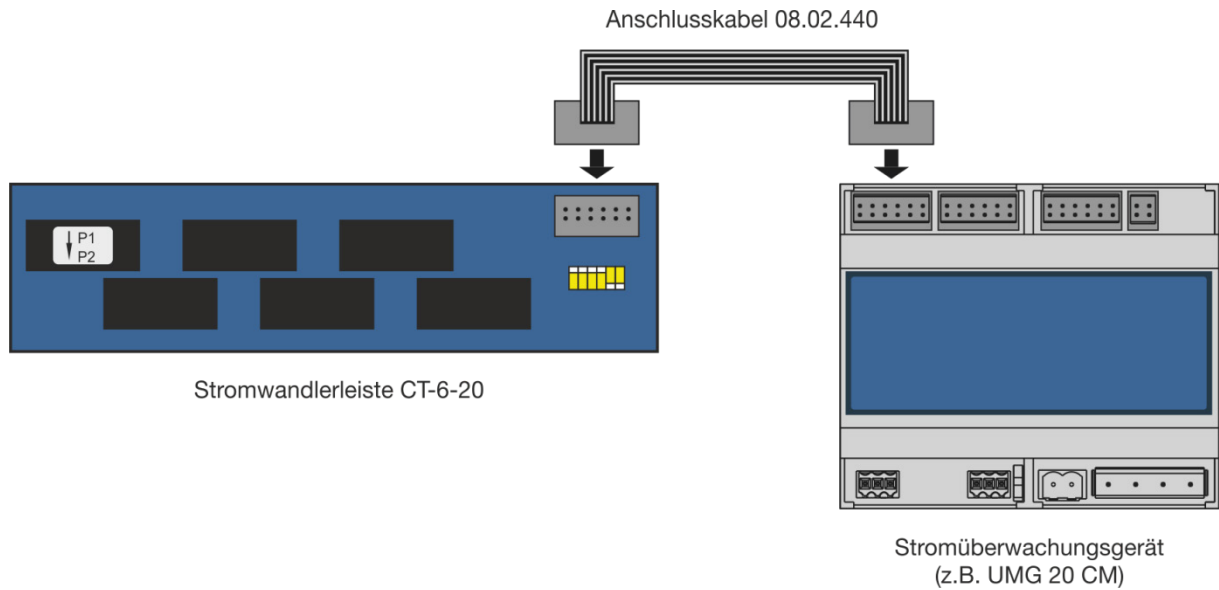 Anschlusskabel 08.02.440
P1
P2
Stromwandlerleiste CT-6-20
Stromüberwachungsgerät
(z.B. UMG 20 CM)